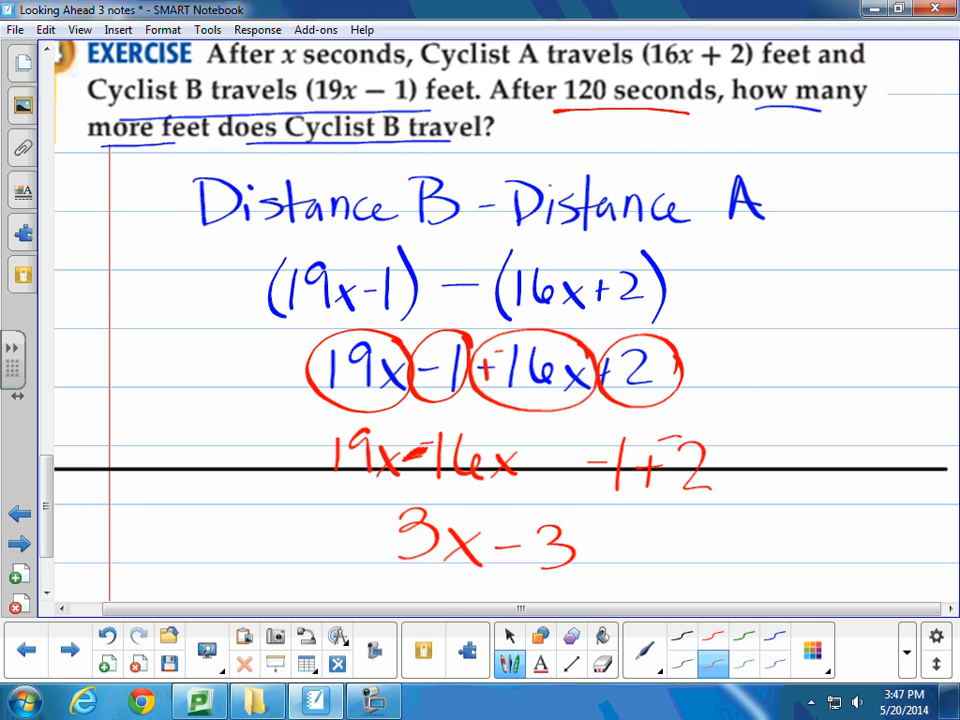 Looking Ahead 3 notes * - SMART Notebook
File Edit View Insert Format Tools Response Add-ons Help
EXERCISE After x seconds, Cyclist A travels (16x + 2) feet and
Cyclist B travels (19x − 1) feet. After 120 seconds, how many
more feet does Cyclist B travel?
Distance B - Distance A
(19x-1) - (16x+2)
19x -1 +-16x +2
19x -16x -1+-2
3x - 3
3:47 PM
5/20/2014